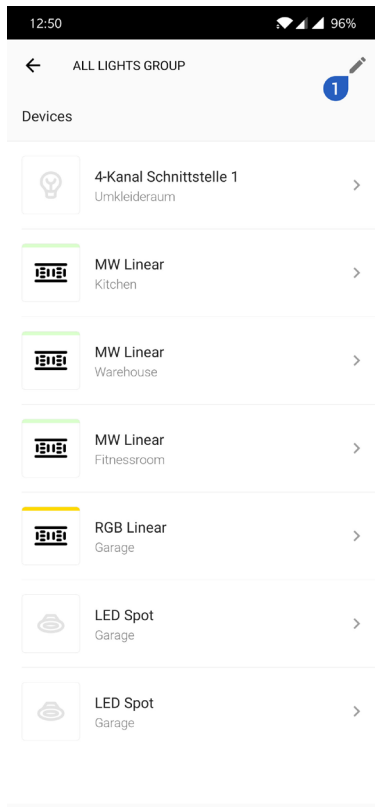 12:50
96%
ALL LIGHTS GROUP
1
Devices
4-Kanal Schnittstelle 1
Umkleideraum
MW Linear
Kitchen
MW Linear
Warehouse
MW Linear
Fitnessroom
RGB Linear
Garage
LED Spot
Garage
LED Spot
Garage